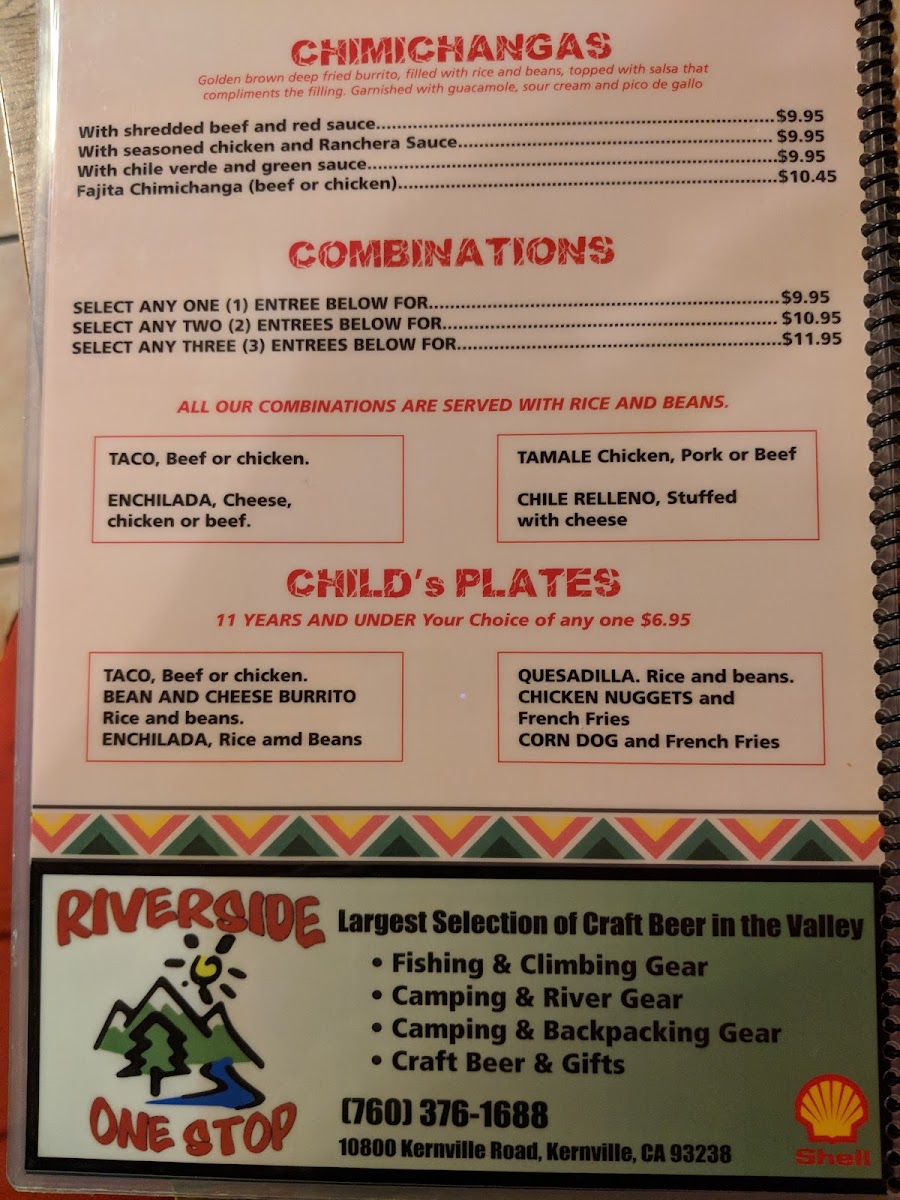 CHIMICHANGAS
Golden brown deep fried burrito, filled with rice and beans, topped with salsa that
compliments the filling. Garnished with guacamole, sour cream and pico de gallo
With shredded beef and red sauce...........................................................................$9.95
With seasoned chicken and Ranchera Sauce........................................................... $9.95
With chile verde and green sauce.............................................................................$9.95
Fajita Chimichanga (beef or chicken).......................................................................$10.45
COMBINATIONS
SELECT ANY ONE (1) ENTREE BELOW FOR..................................................................$9.95
SELECT ANY TWO (2) ENTREES BELOW FOR............................................................... $10.95
SELECT ANY THREE (3) ENTREES BELOW FOR.............................................................$11.95
ALL OUR COMBINATIONS ARE SERVED WITH RICE AND BEANS.
TACO, Beef or chicken.
ENCHILADA, Cheese,
chicken or beef.
TAMALE Chicken, Pork or Beef
CHILE RELLENO, Stuffed
with cheese
CHILD's PLATES
11 YEARS AND UNDER Your Choice of any one $6.95
TACO, Beef or chicken.
BEAN AND CHEESE BURRITO
Rice and beans.
ENCHILADA, Rice amd Beans
QUESADILLA. Rice and beans.
CHICKEN NUGGETS and
French Fries
CORN DOG and French Fries
RIVERSIDE
ONE STOP
Largest Selection of Craft Beer in the Valley
• Fishing & Climbing Gear
• Camping & River Gear
• Camping & Backpacking Gear
• Craft Beer & Gifts
(760) 376-1688
10800 Kernville Road, Kernville, CA 93238
Shell